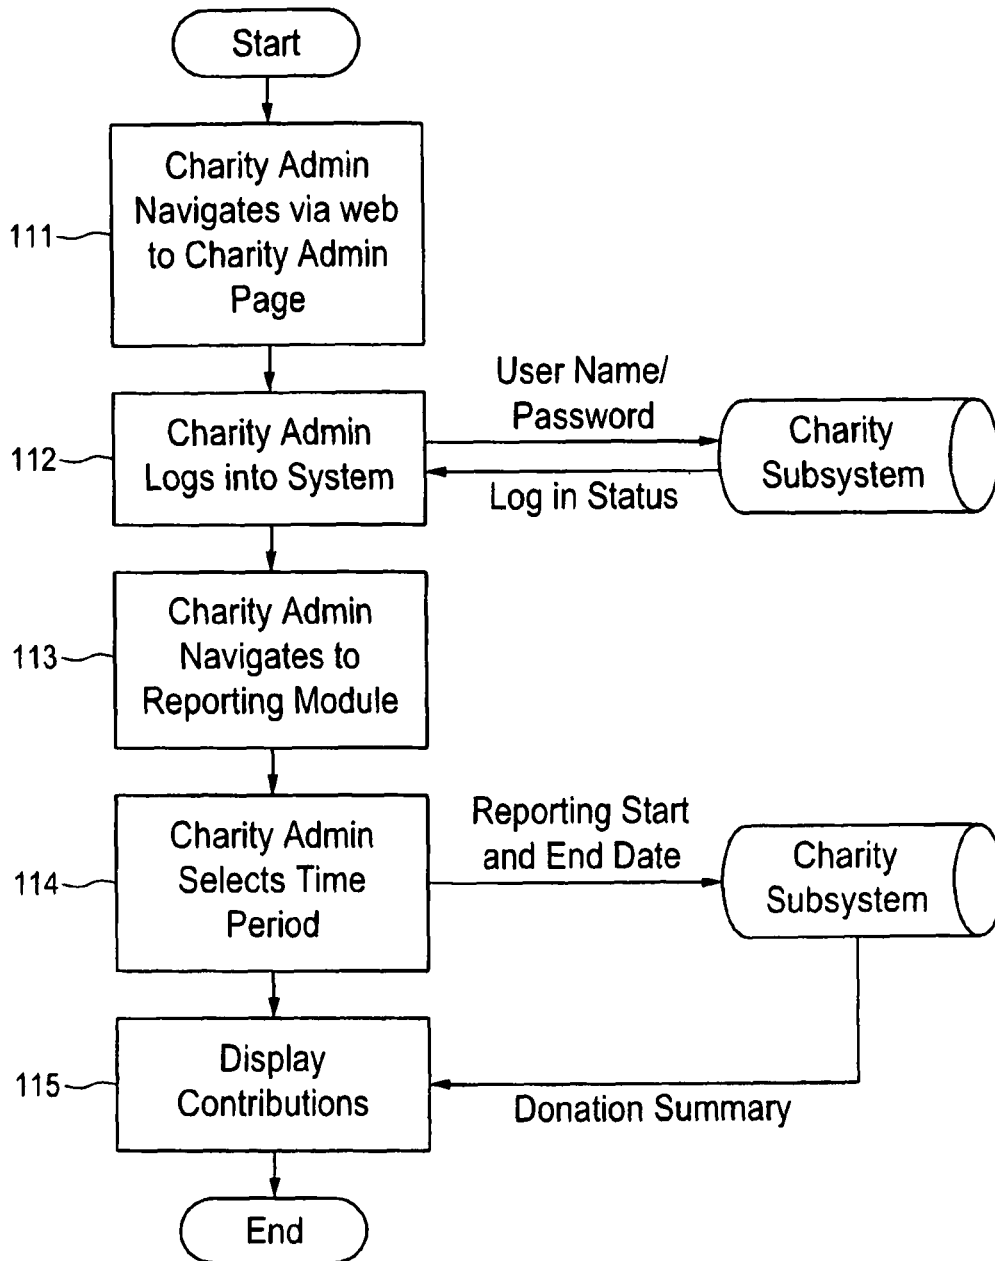 Start
Charity Admin
Navigates via web
to Charity Admin
Page
111
User Name/
Password
Charity Admin
Logs into System
112
Log in Status
Charity
Subsystem
Charity Admin
Navigates to
Reporting Module
113
Charity Admin
Selects Time
Period
114
Reporting Start
and End Date
Charity
Subsystem
Display
Contributions
115
Donation Summary
End